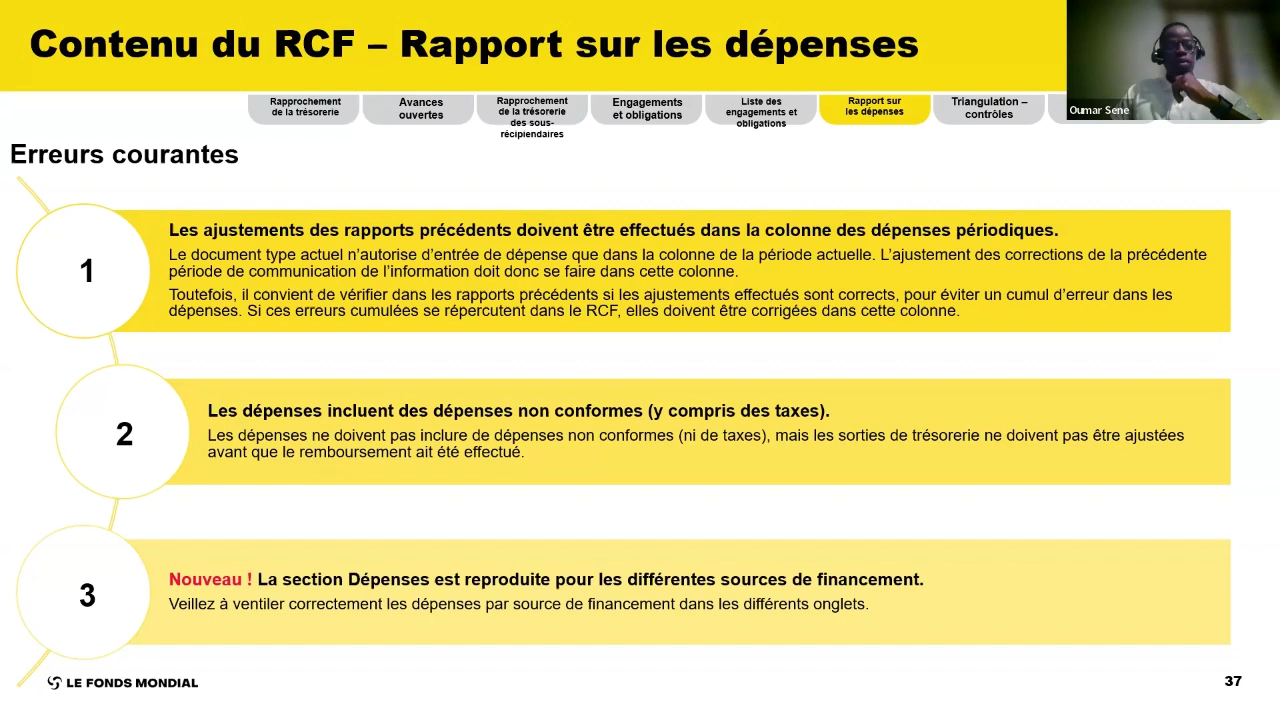 Contenu du RCF – Rapport sur les dépenses
Oumar Sene
Rapprochement
de la trésorerie
Avances
ouvertes
Rapprochement
de la trésorerie
des sous-
récipiendaires
Engagements
et obligations
Liste des
engagements et
obligations
Rapport sur
les dépenses
Triangulation –
contrôles
Erreurs courantes
1
Les ajustements des rapports précédents doivent être effectués dans la colonne des dépenses périodiques.
Le document type actuel n’autorise d’entrée de dépense que dans la colonne de la période actuelle. L’ajustement des corrections de la précédente
période de communication de l’information doit donc se faire dans cette colonne.
Toutefois, il convient de vérifier dans les rapports précédents si les ajustements effectués sont corrects, pour éviter un cumul d’erreur dans les
dépenses. Si ces erreurs cumulées se répercutent dans le RCF, elles doivent être corrigées dans cette colonne.
2
Les dépenses incluent des dépenses non conformes (y compris des taxes).
Les dépenses ne doivent pas inclure de dépenses non conformes (ni de taxes), mais les sorties de trésorerie ne doivent pas être ajustées
avant que le remboursement ait été effectué.
3
Nouveau ! La section Dépenses est reproduite pour les différentes sources de financement.
Veillez à ventiler correctement les dépenses par source de financement dans les différents onglets.
LE FONDS MONDIAL
37